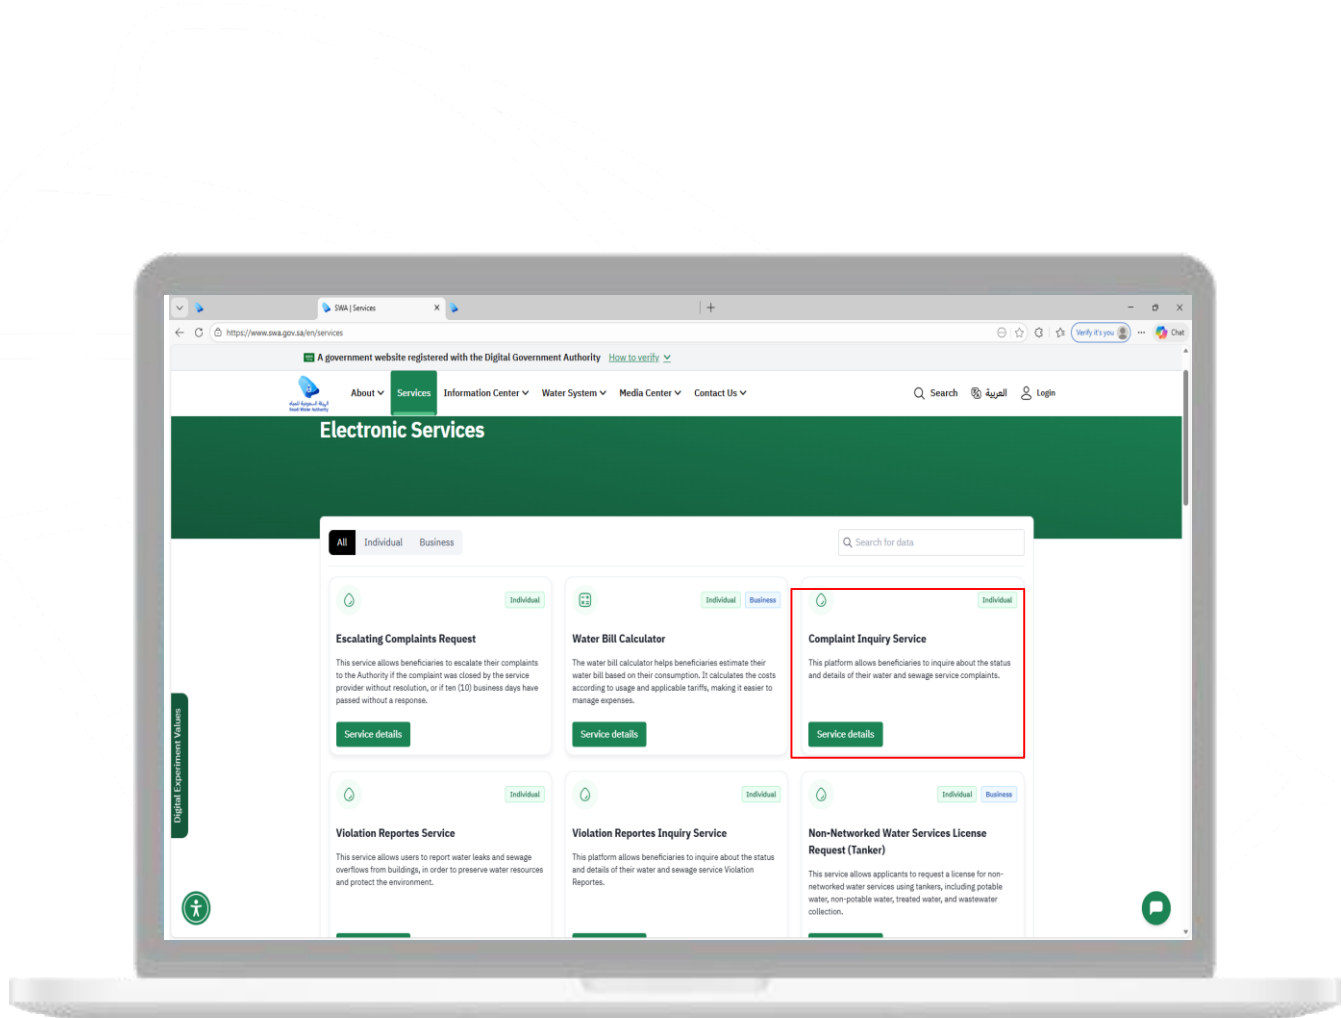 SWA | Services
https://www.swa.gov.sa/en/services
Verify it's you
Chat
A government website registered with the Digital Government Authority How to verify
الهيئة السعودية للمياه
Saudi Water Authority
About
Services
Information Center
Water System
Media Center
Contact Us
Search
العربية
Login
Electronic Services
All
Individual
Business
Search for data
Individual
Escalating Complaints Request
This service allows beneficiaries to escalate their complaints
to the Authority if the complaint was closed by the service
provider without resolution, or if ten (10) business days have
passed without a response.
Service details
Individual
Business
Water Bill Calculator
The water bill calculator helps beneficiaries estimate their
water bill based on their consumption. It calculates the costs
according to usage and applicable tariffs, making it easier to
manage expenses.
Service details
Individual
Complaint Inquiry Service
This platform allows beneficiaries to inquire about the status
and details of their water and sewage service complaints.
Service details
Individual
Violation Reportes Service
This service allows users to report water leaks and sewage
overflows from buildings, in order to preserve water resources
and protect the environment.
Individual
Violation Reportes Inquiry Service
This platform allows beneficiaries to inquire about the status
and details of their water and sewage service Violation
Reportes.
Individual
Business
Non-Networked Water Services License
Request (Tanker)
This service allows applicants to request a license for non-
networked water services using tankers, including potable
water, non-potable water, treated water, and wastewater
collection.
Digital Experiment Values